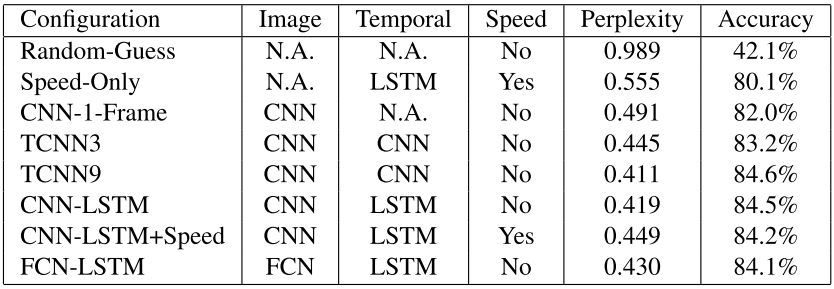 Configuration Image Temporal Speed Perplexity Accuracy
Random-Guess N.A. N.A. No 0.989 42.1%
Speed-Only N.A. LSTM Yes 0.555 80.1%
CNN-1-Frame CNN N.A. No 0.491 82.0%
TCNN3 CNN CNN No 0.445 83.2%
TCNN9 CNN CNN No 0.411 84.6%
CNN-LSTM CNN LSTM No 0.419 84.5%
CNN-LSTM+Speed CNN LSTM Yes 0.449 84.2%
FCN-LSTM FCN LSTM No 0.430 84.1%